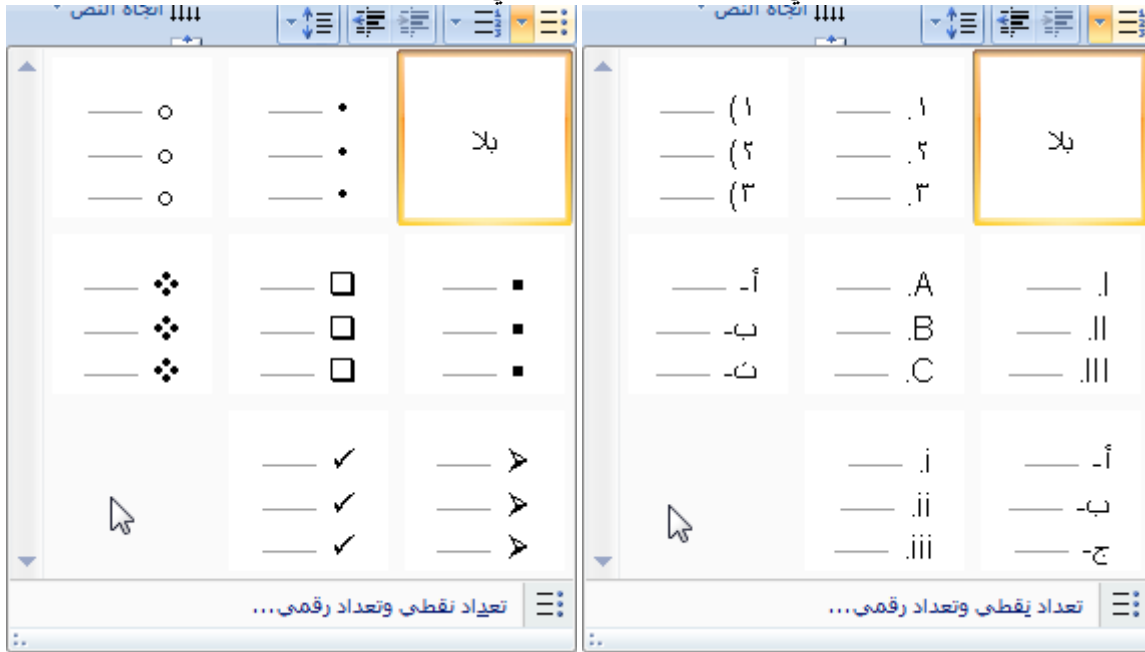 اتجاه النص
بلا
•
•
•
○
○
○
■
■
■
❑
❑
❑
❖
❖
❖
➢
➢
➢
✓
✓
✓
تعداد نقطي وتعداد رقمي...
اتجاه النص
بلا
١.
٢.
٣.
١)
٢)
٣)
I.
II.
III.
A.
B.
C.
أ-
ب-
ت-
أ-
ب-
ج-
i.
ii.
iii.
تعداد نقطي وتعداد رقمي...